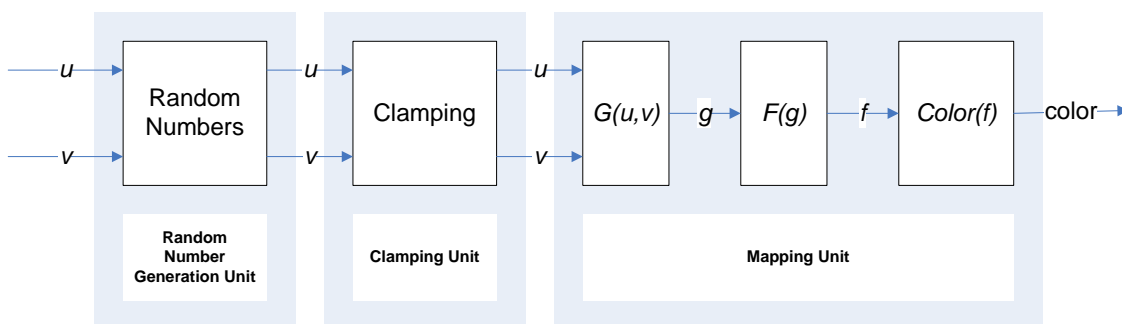 u
v
Random
Numbers
u
v
Clamping
u
v
G(u,v)
g
F(g)
f
Color(f)
color
Random
Number
Generation Unit
Clamping Unit
Mapping Unit